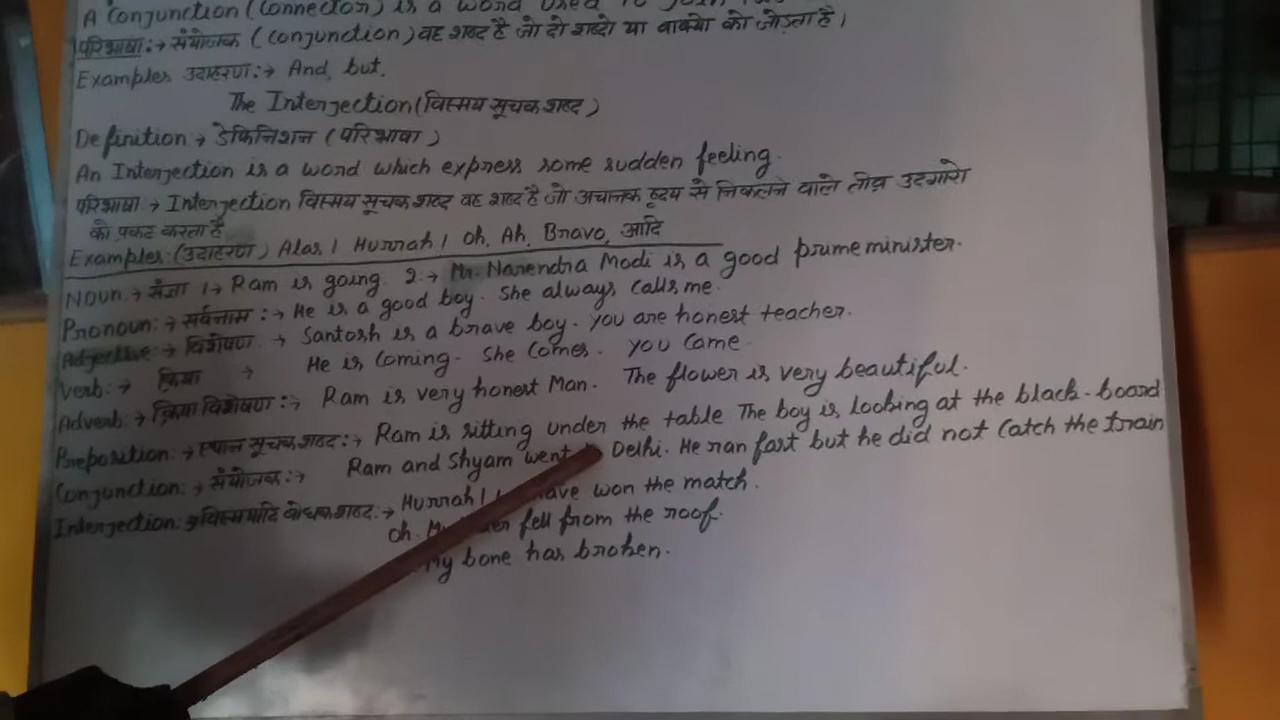 A Conjunction (Connector) is a word used to join
परिभाषा :→ संयोजक (Conjunction) वह शब्द है जो दो शब्दो या वाक्यो को जोड़ता है।
Examples उदाहरण :→ And, but,
The Interjection (विस्मय सूचक शब्द)
Definition → डेफिनिशन (परिभाषा)
An Interjection is a word which express some sudden feeling.
परिभाषा → Interjection विस्मय सूचक शब्द वह शब्द है जो अचानक हृदय से निकलने वाले तीव्र उदगारो
को प्रकट करता है
Examples :(उदाहरण) Alas! Hurrah! Oh, Ah, Bravo, आदि
Noun :→ संज्ञा 1→ Ram is going. 2→ Mr. Narendra Modi is a good prime minister.
Pronoun :→ सर्वनाम :→ He is a good boy. She always calls me.
Adjective :→ विशेषण → Santosh is a brave boy. You are honest teacher.
Verb :→ क्रिया → He is coming. She comes. You came
Adverb :→ क्रिया विशेषण :→ Ram is very honest Man. The flower is very beautiful.
Preposition :→ स्थान सूचक शब्द :→ Ram is sitting under the table The boy is looking at the black-board
Conjunction :→ संयोजक :→ Ram and Shyam went Delhi. He ran fast but he did not catch the train
Interjection :→ विस्मयादि बोधक शब्द :→ Hurrah! have won the match.
Oh. fell from the roof.
My bone has broken.